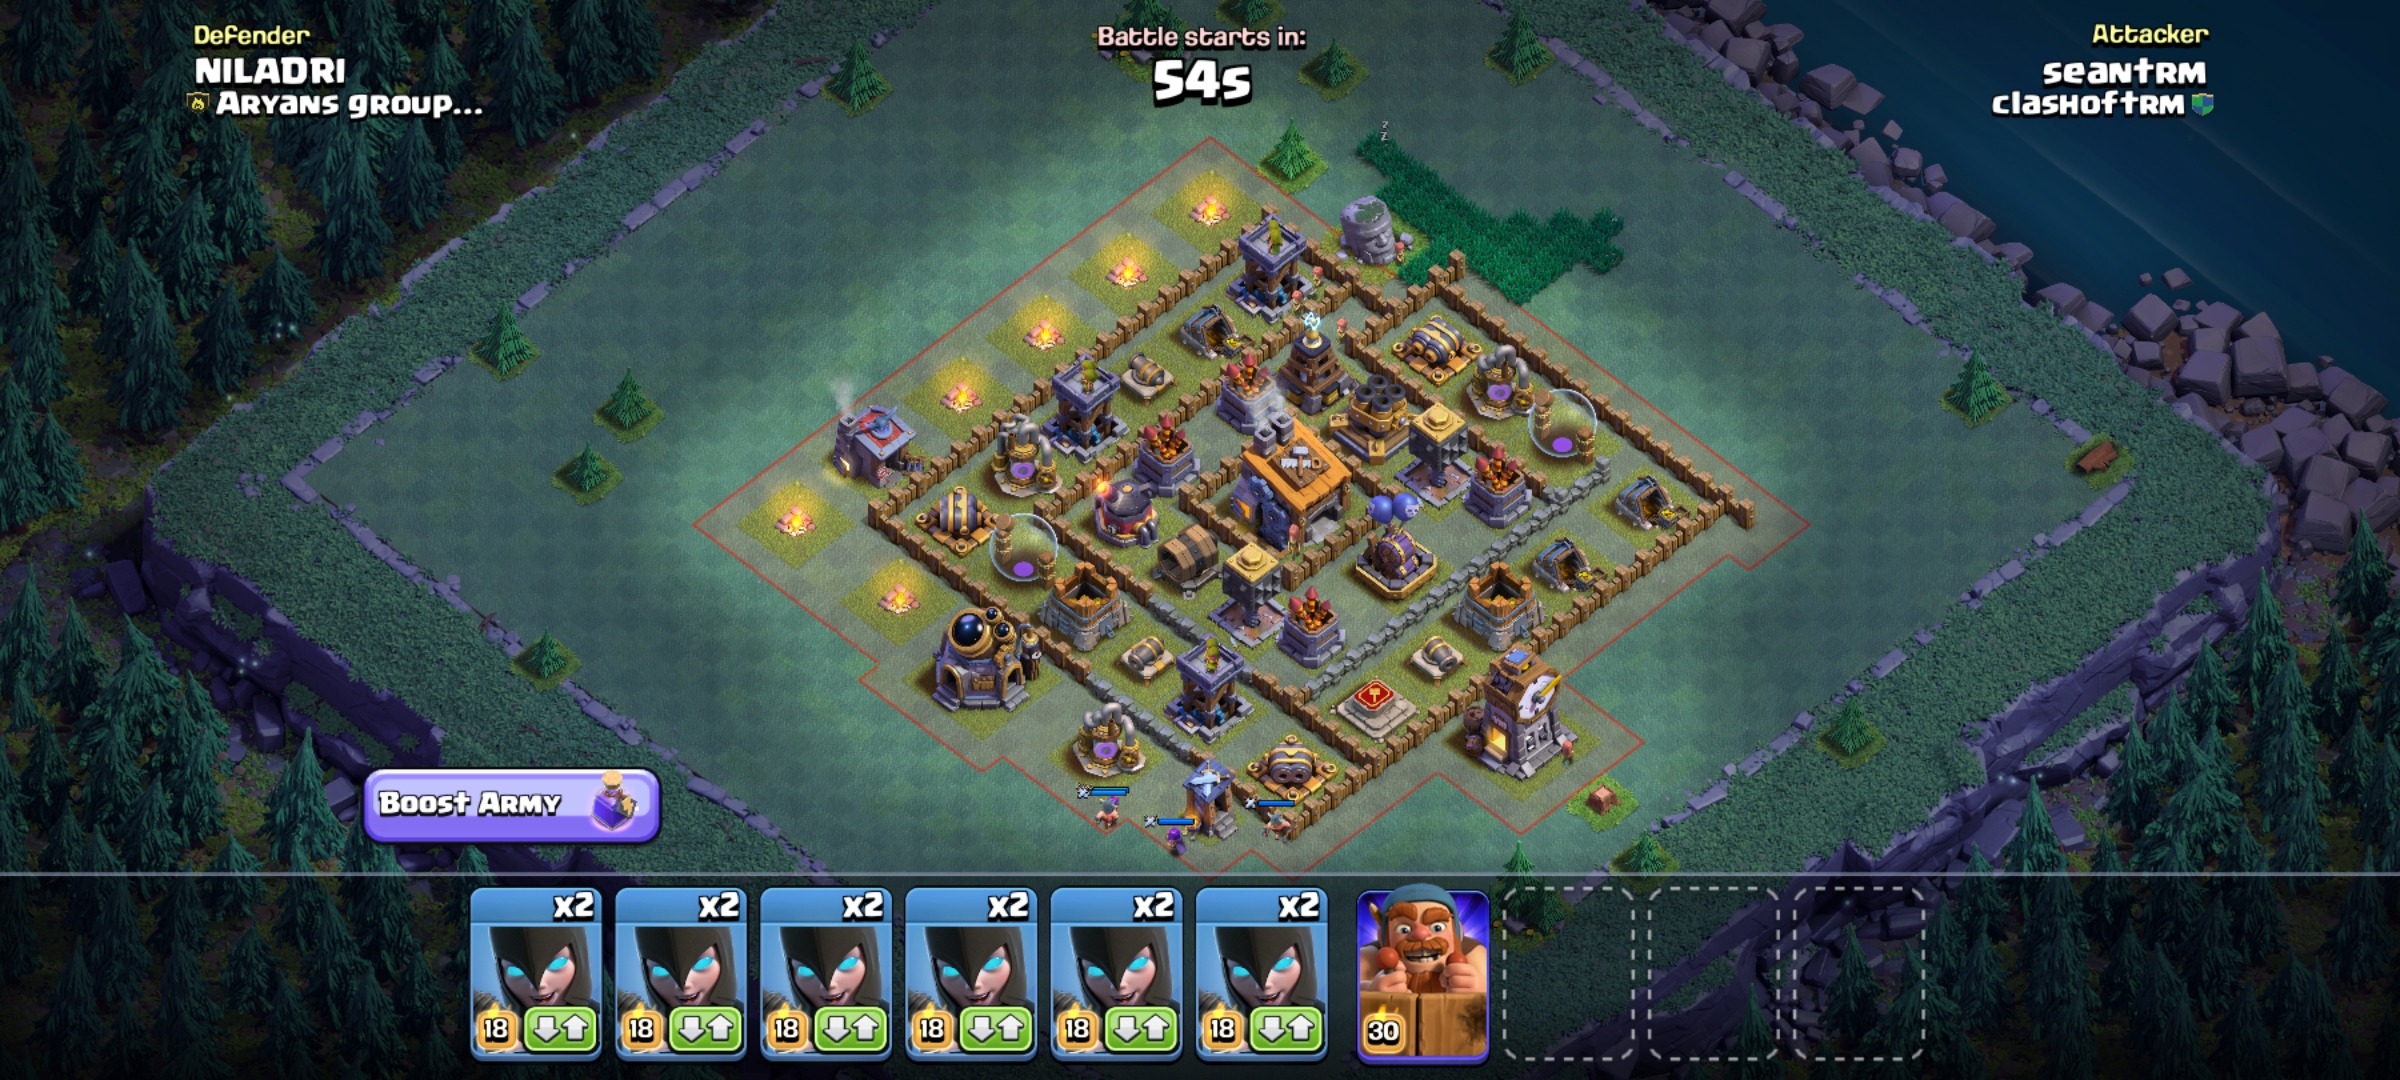 Defender
NILADRI
Aryans group...
Battle starts in:
54s
Attacker
seantRM
clashoftRM
z
z
Boost Army
x2
x2
x2
x2
x2
x2
18
18
18
18
18
18
30